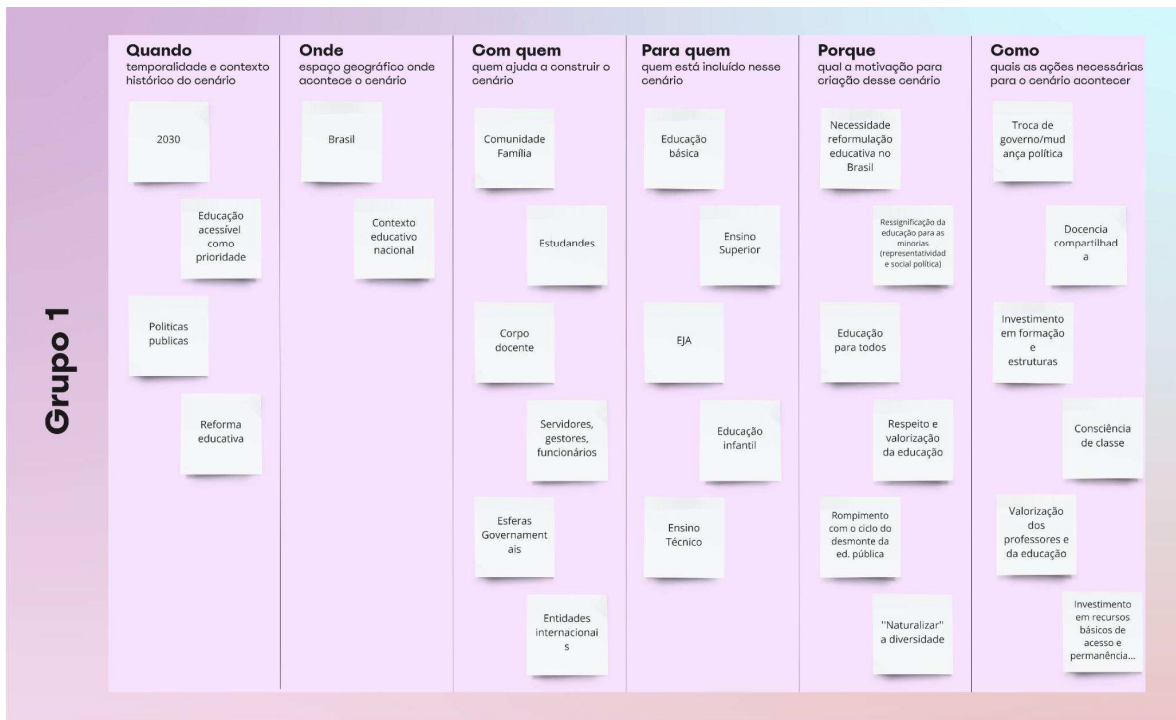 Grupo 1
Quando
temporalidade e contexto
histórico do cenário
2030
Educação
acessível
como
prioridade
Politicas
publicas
Reforma
educativa
Onde
espaço geográfico onde
acontece o cenário
Brasil
Contexto
educativo
nacional
Com quem
quem ajuda a construir o
cenário
Comunidade
Família
Estudandes
Corpo
docente
Servidores,
gestores,
funcionários
Esferas
Governament
ais
Entidades
internacionai
s
Para quem
quem está incluído nesse
cenário
Educação
básica
Ensino
Superior
EJA
Educação
infantil
Ensino
Técnico
Porque
qual a motivação para
criação desse cenário
Necessidade
reformulação
educativa no
Brasil
Ressignificação da
educação para as
minorias
(representatividad
e social política)
Educação
para todos
Respeito e
valorização
da educação
Rompimento
com o ciclo do
desmonte da
ed. pública
"Naturalizar"
a diversidade
Como
quais as ações necessárias
para o cenário acontecer
Troca de
governo/mud
ança política
Docencia
compartilhad
a
Investimento
em formação
e
estruturas
Consciência
de classe
Valorização
dos
professores e
da educação
Investimento
em recursos
básicos de
acesso e
permanência...